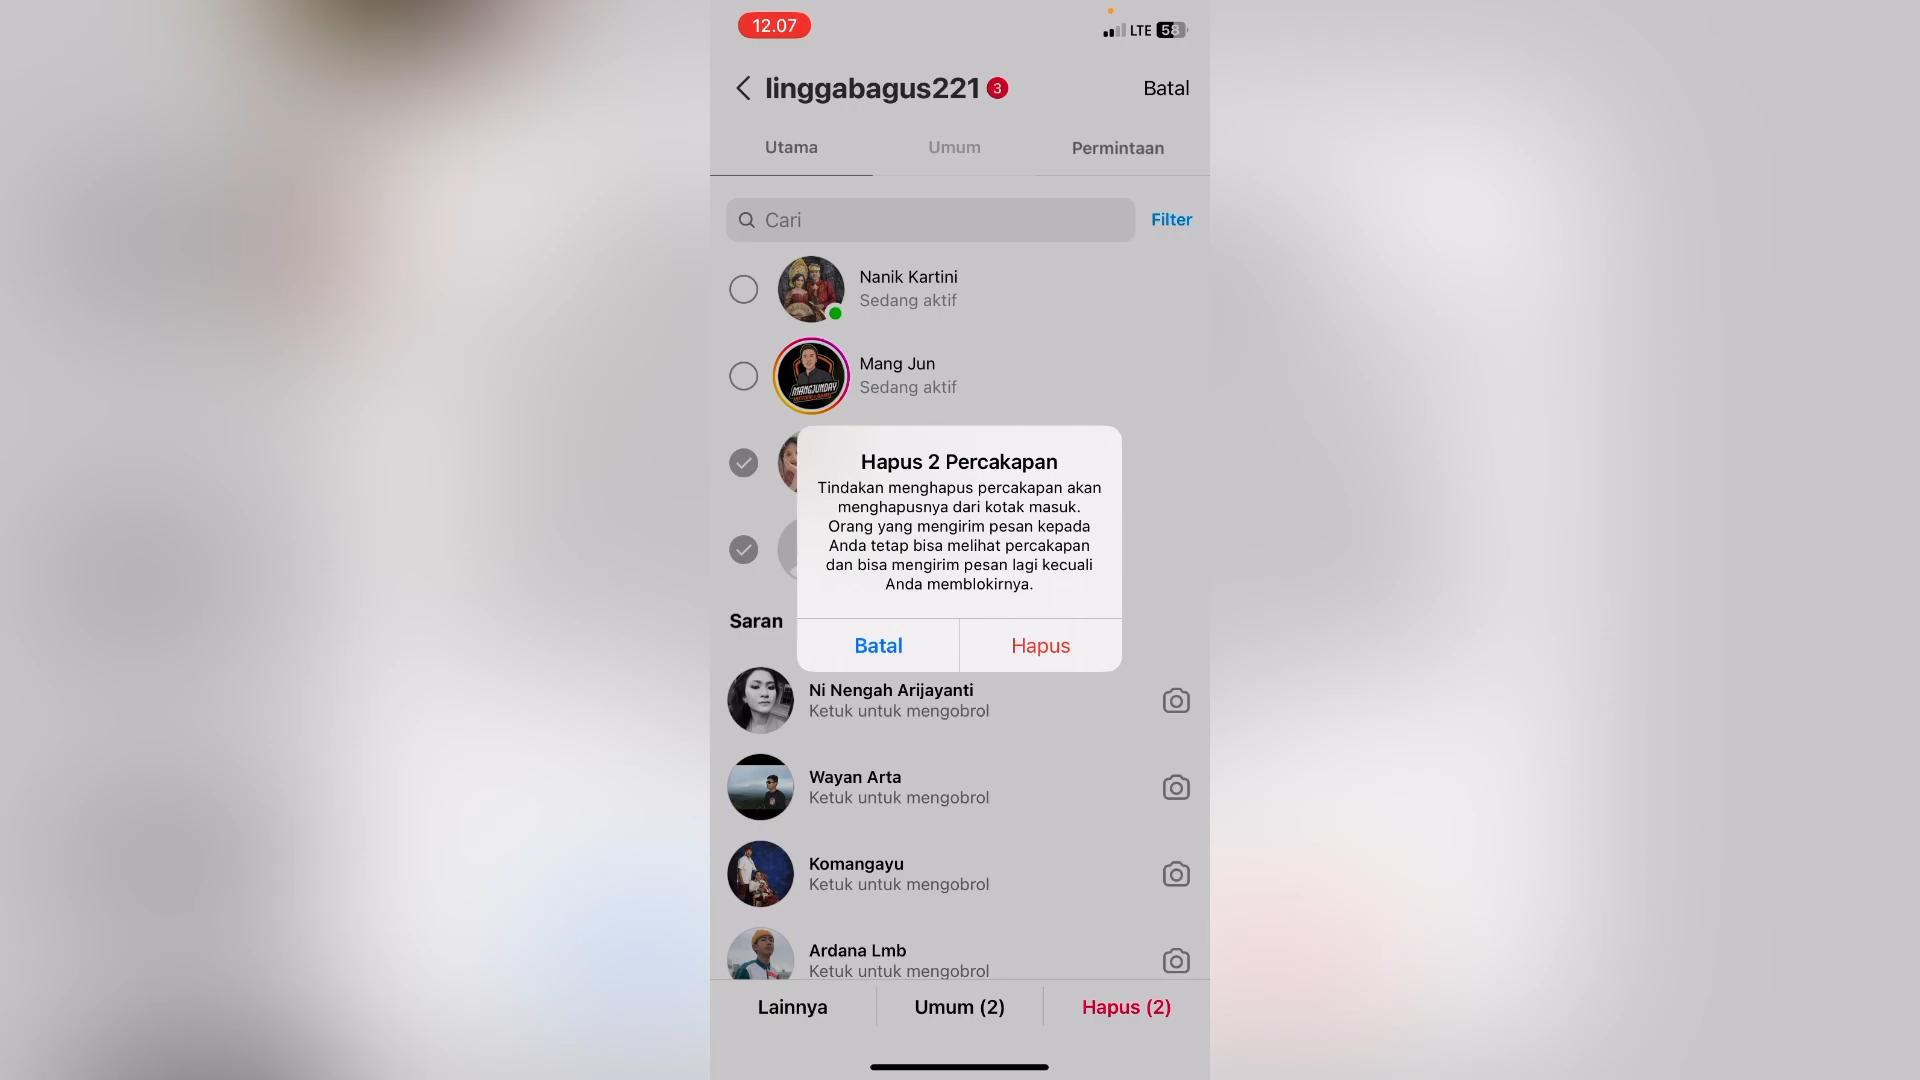 12.07
LTE 58
linggabagus221 3
Batal
Utama
Umum
Permintaan
Cari
Filter
Nanik Kartini
Sedang aktif
MANGJUNDAY
Mang Jun
Sedang aktif
Hapus 2 Percakapan
Tindakan menghapus percakapan akan
menghapusnya dari kotak masuk.
Orang yang mengirim pesan kepada
Anda tetap bisa melihat percakapan
dan bisa mengirim pesan lagi kecuali
Anda memblokirnya.
Batal
Hapus
Saran
Ni Nengah Arijayanti
Ketuk untuk mengobrol
Wayan Arta
Ketuk untuk mengobrol
Komangayu
Ketuk untuk mengobrol
Ardana Lmb
Ketuk untuk mengobrol
Lainnya
Umum (2)
Hapus (2)